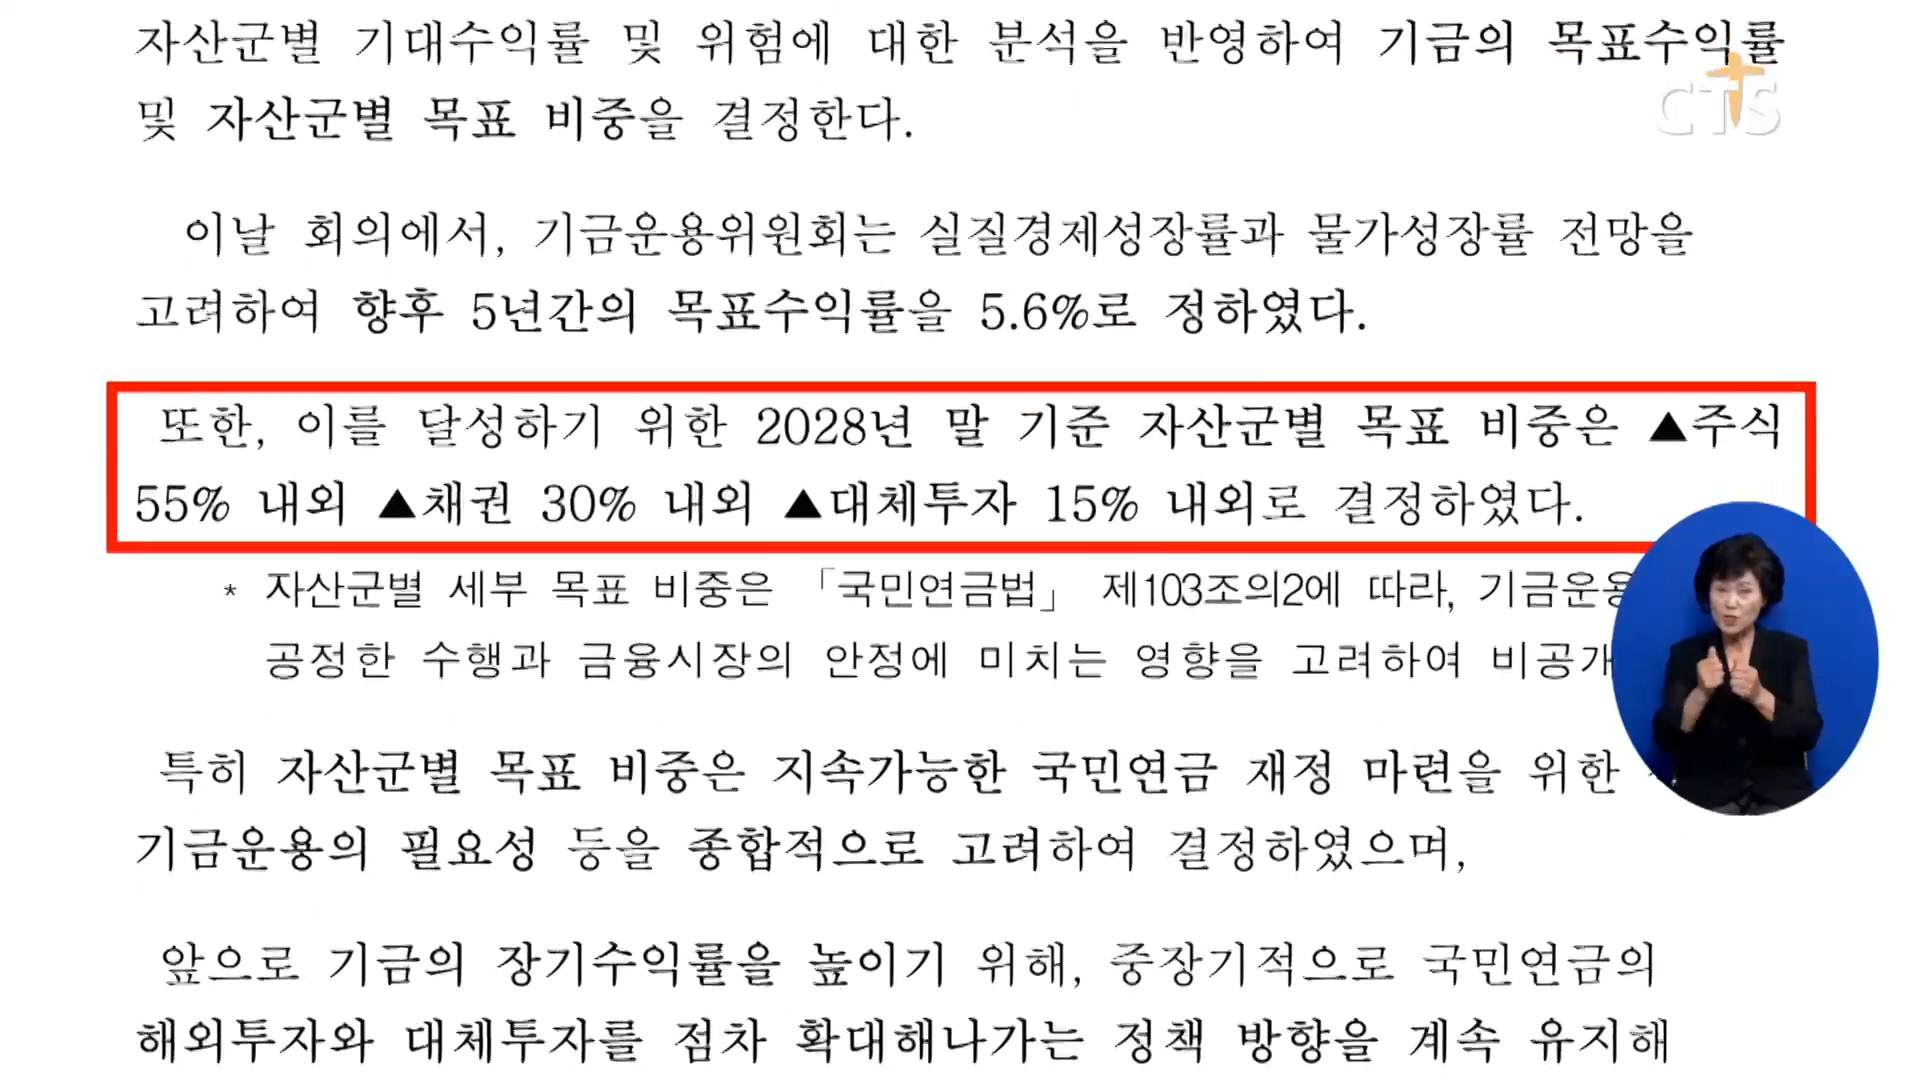 자산군별 기대수익률 및 위험에 대한 분석을 반영하여 기금의 목표수익률
및 자산군별 목표 비중을 결정한다.
CTS
이날 회의에서, 기금운용위원회는 실질경제성장률과 물가성장률 전망을
고려하여 향후 5년간의 목표수익률을 5.6%로 정하였다.
또한, 이를 달성하기 위한 2028년 말 기준 자산군별 목표 비중은 ▲주식
55% 내외 ▲채권 30% 내외 ▲대체투자 15% 내외로 결정하였다.
* 자산군별 세부 목표 비중은 「국민연금법」 제103조의2에 따라, 기금운용
공정한 수행과 금융시장의 안정에 미치는 영향을 고려하여 비공개
특히 자산군별 목표 비중은 지속가능한 국민연금 재정 마련을 위한
기금운용의 필요성 등을 종합적으로 고려하여 결정하였으며,
앞으로 기금의 장기수익률을 높이기 위해, 중장기적으로 국민연금의
해외투자와 대체투자를 점차 확대해나가는 정책 방향을 계속 유지해